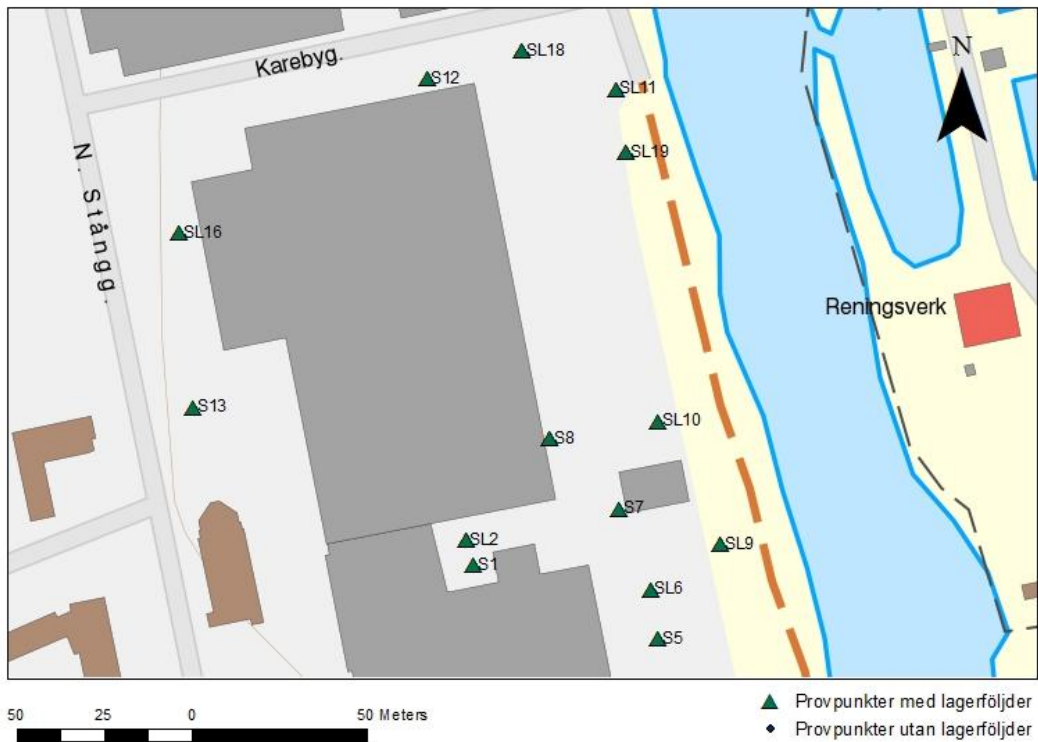 SL18
N
Karebyg.
S12
SL11
SL19
N. Stångg.
SL16
Reningsverk
S13
SL10
S8
S7
SL2
SL9
S1
SL6
S5
50 25 0 50 Meters
Provpunkter med lagerföljder
Provpunkter utan lagerföljder